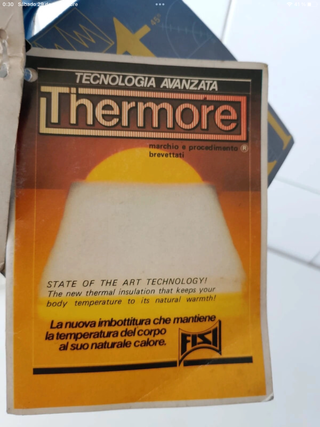 TECNOLOGIA AVANZATA
Thermore
marchio e procedimento ®
brevettati
STATE OF THE ART TECHNOLOGY!
The new thermal insulation that keeps your
body temperature to its natural warmth!
La nuova imbottitura che mantiene
la temperatura del corpo
al suo naturale calore.
FISI